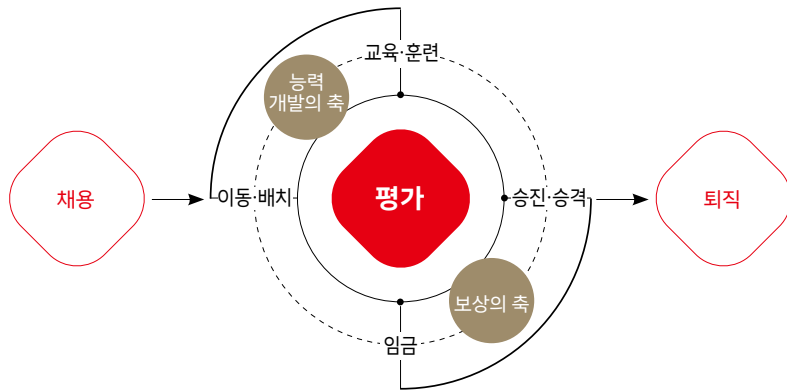 교육·훈련
능력
개발의 축
채용
이동·배치
평가
승진·승격
퇴직
보상의 축
임금